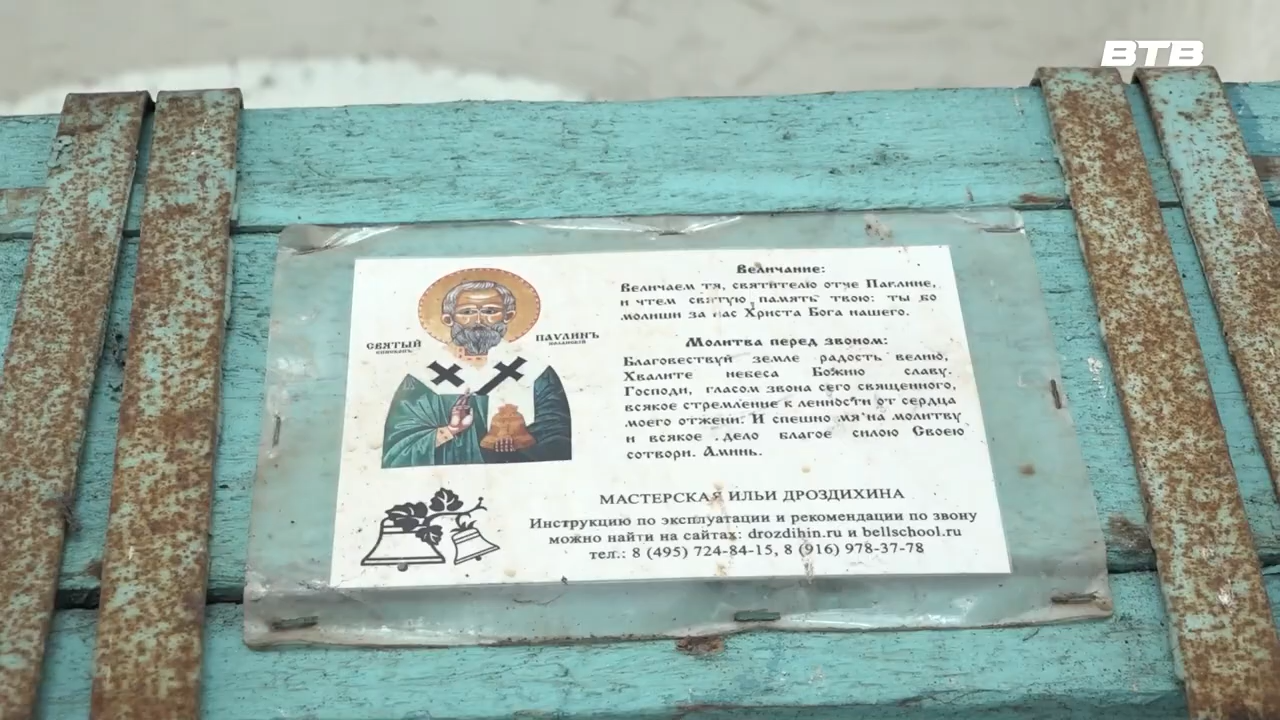 ВТВ
Величание:
Величаем тя, святителю отче Павлине,
и чтем святую память твою: ты бо
молиши за нас Христа Бога нашего.
СВЯТЫЙ
ЕПИСКОПЪ
ПАУЛИНЪ
НОЛАНСКІЙ
Молитва перед звоном:
Благовествуй земле радость велию,
Хвалите небеса Божию славу.
Господи, гласом звона сего священного,
всякое стремление к ленности от сердца
моего отжени. И спешно мя на молитву
и всякое дело благое силою Своею
сотвори. Аминь.
МАСТЕРСКАЯ ИЛЬИ ДРОЗДИХИНА
Инструкцию по эксплуатации и рекомендации по звону
можно найти на сайтах: drozdihin.ru и bellschool.ru
тел.: 8 (495) 724-84-15, 8 (916) 978-37-78